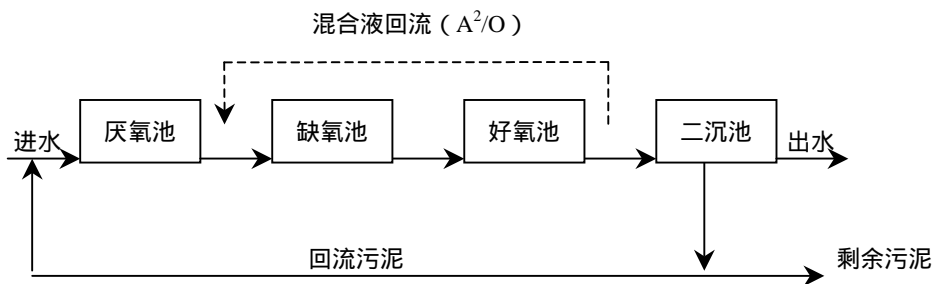 混合液回流（A²/O）
进水
厌氧池
缺氧池
好氧池
二沉池
出水
回流污泥
剩余污泥